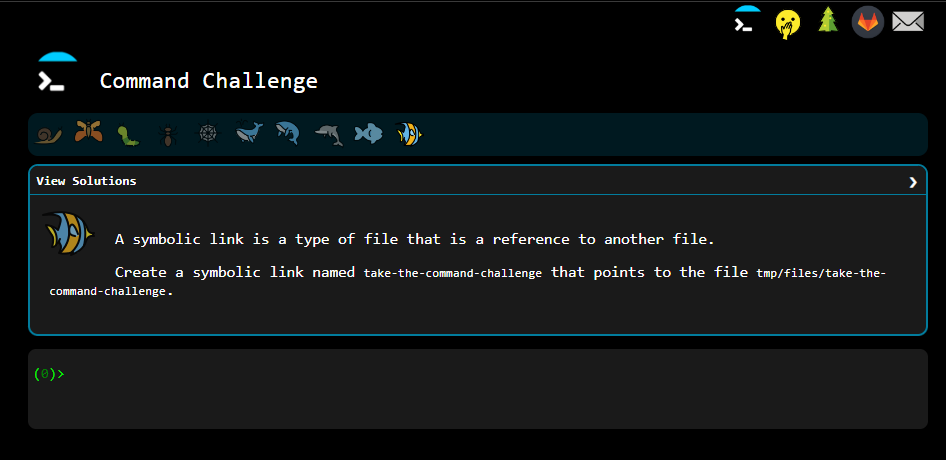 Command Challenge
View Solutions
A symbolic link is a type of file that is a reference to another file.
Create a symbolic link named take-the-command-challenge that points to the file tmp/files/take-the-
command-challenge.
(0)>